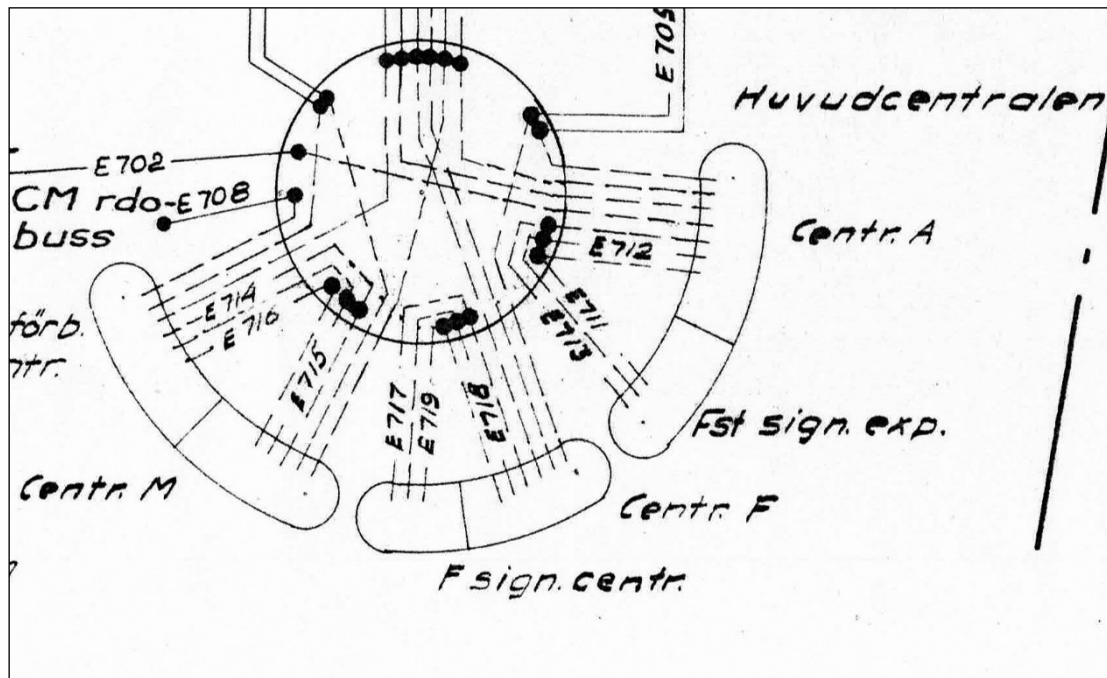 E705
Huvudcentralen
E702
CM rdo-E708
buss
Centr. A
E712
E714
E716
förb.
E711
E713
E715
E717
E719
E718
Fst sign. exp.
Centr. M
Centr. F
F sign. centr.